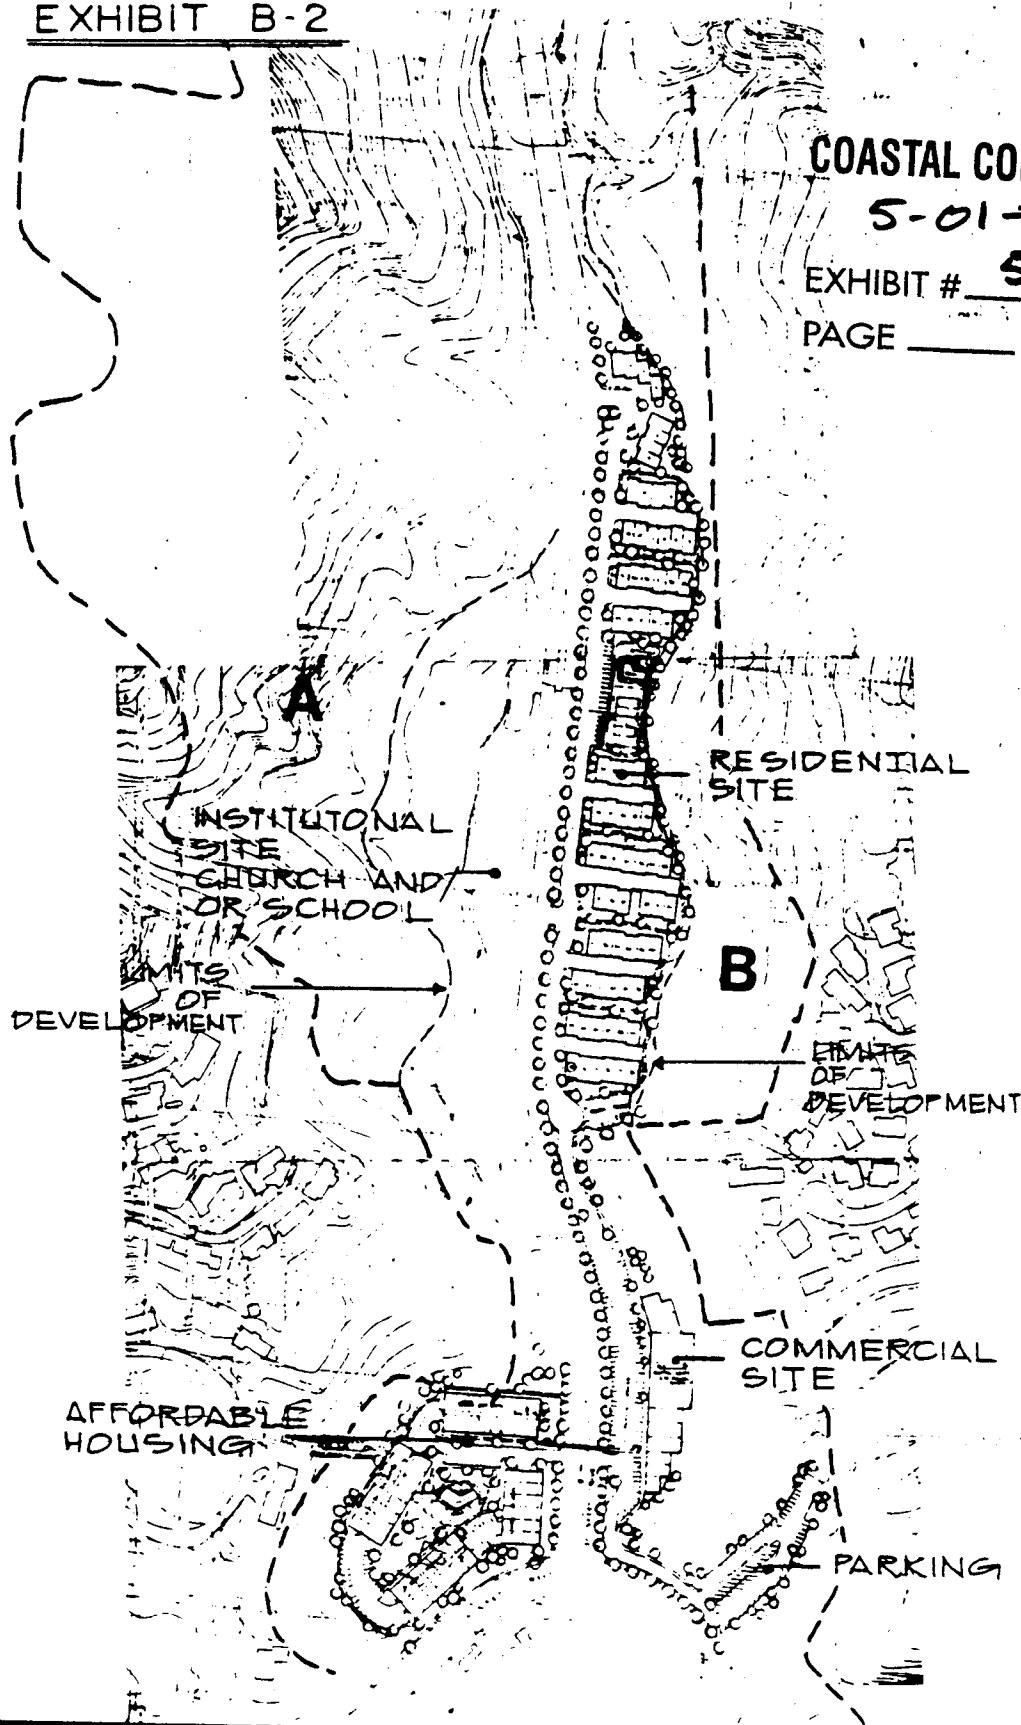 EXHIBIT B-2
COASTAL CO
5-01-
EXHIBIT # 5
PAGE
A
C
RESIDENTIAL
SITE
INSTITUTONAL
SITE
CHURCH AND/
OR SCHOOL
B
LIMITS
OF
DEVELOPMENT
LIMITS
OF
DEVELOPMENT
COMMERCIAL
SITE
AFFORDABLE
HOUSING
PARKING